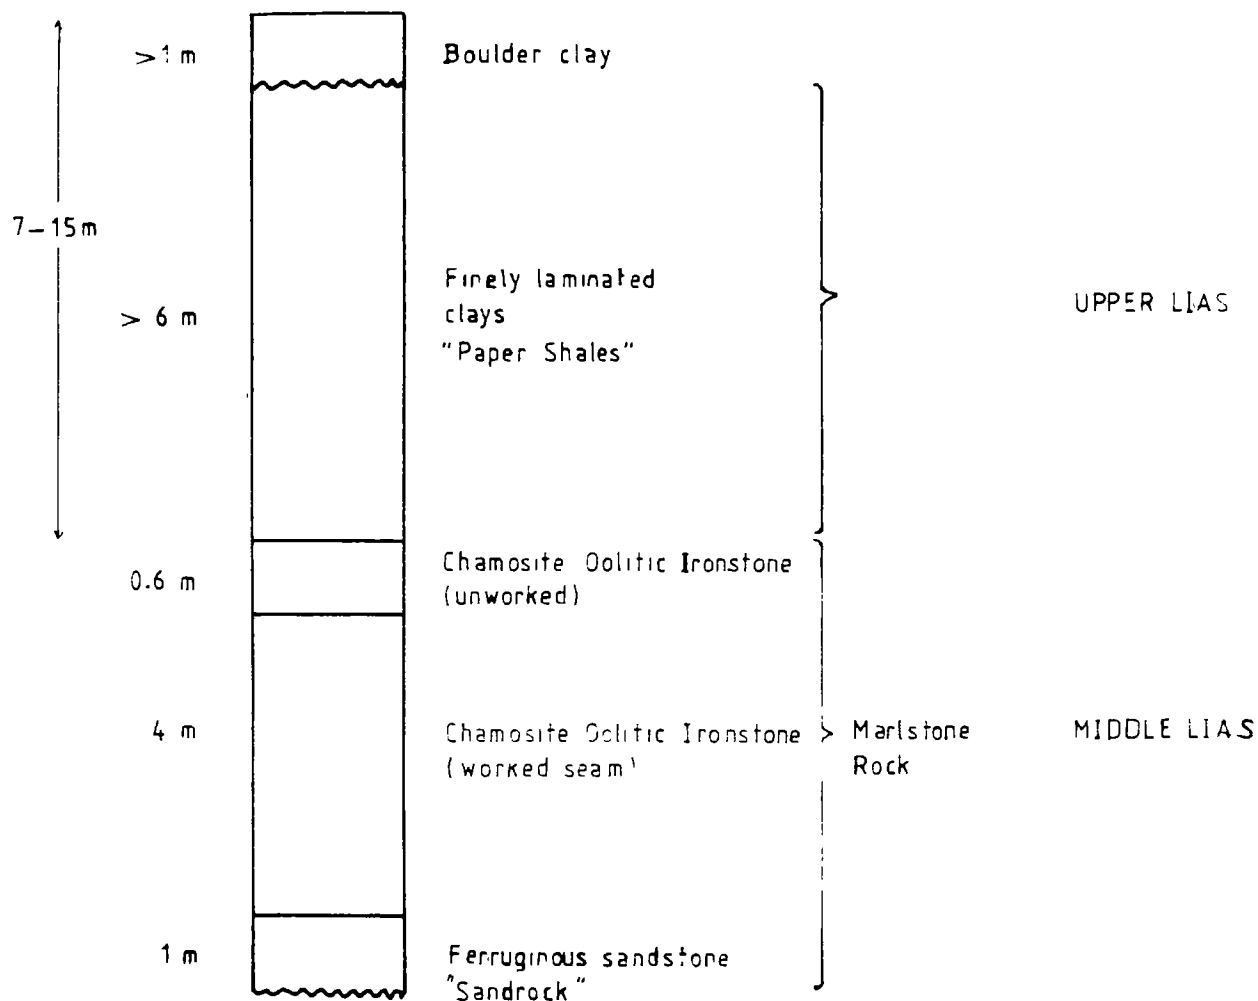 > 1 m Boulder clay
7–15 m
> 6 m
Finely laminated
clays
"Paper Shales"
UPPER LIAS
0.6 m
Chamosite Oolitic Ironstone
(unworked)
4 m
Chamosite Oolitic Ironstone
(worked seam)
Marlstone
Rock
MIDDLE LIAS
1 m
Ferruginous sandstone
"Sandrock"